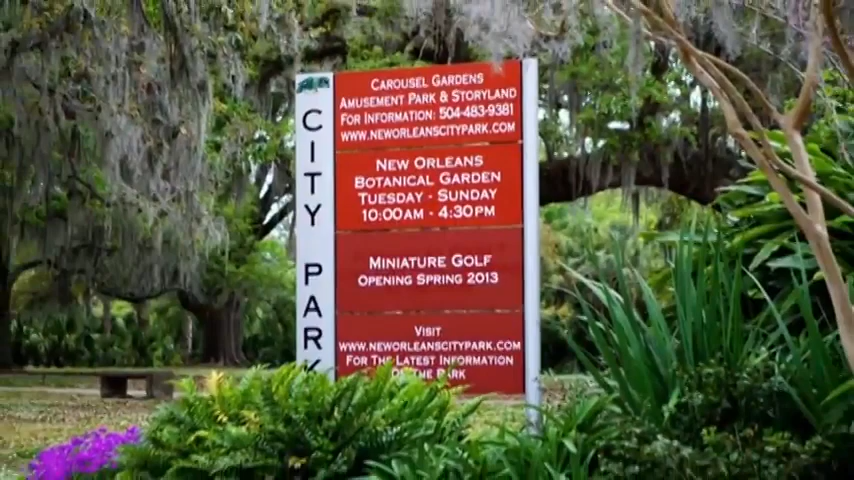 CITY PARK
CAROUSEL GARDENS
AMUSEMENT PARK & STORYLAND
FOR INFORMATION: 504-483-9381
WWW.NEWORLEANSCITYPARK.COM
NEW ORLEANS
BOTANICAL GARDEN
TUESDAY - SUNDAY
10:00AM - 4:30PM
MINIATURE GOLF
OPENING SPRING 2013
VISIT
WWW.NEWORLEANSCITYPARK.COM
FOR THE LATEST INFORMATION
ON THE PARK